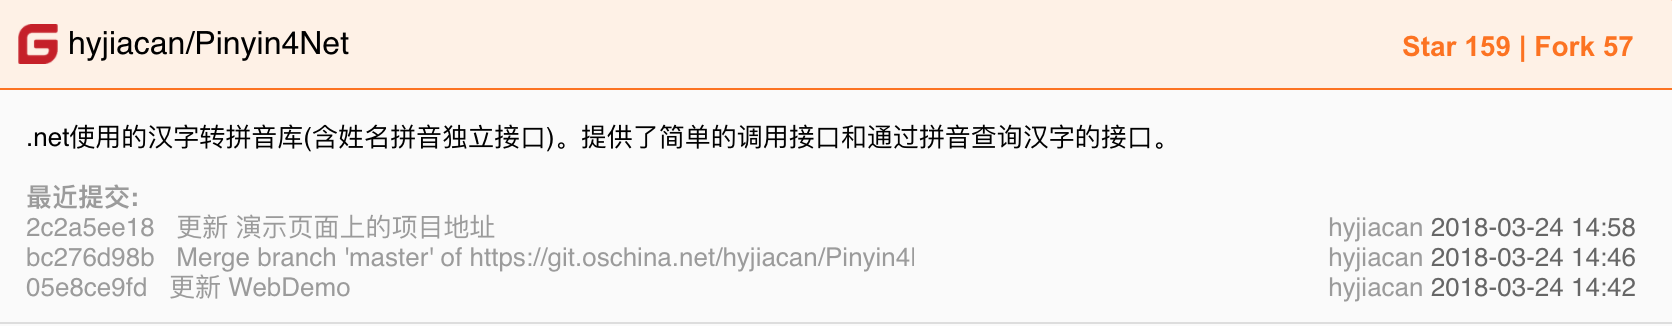 hyjiacan/Pinyin4Net
Star 159 | Fork 57
.net使用的汉字转拼音库(含姓名拼音独立接口)。提供了简单的调用接口和通过拼音查询汉字的接口。
最近提交:
2c2a5ee18 更新 演示页面上的项目地址 hyjiacan 2018-03-24 14:58
bc276d98b Merge branch 'master' of https://git.oschina.net/hyjiacan/Pinyin4 hyjiacan 2018-03-24 14:46
05e8ce9fd 更新 WebDemo hyjiacan 2018-03-24 14:42